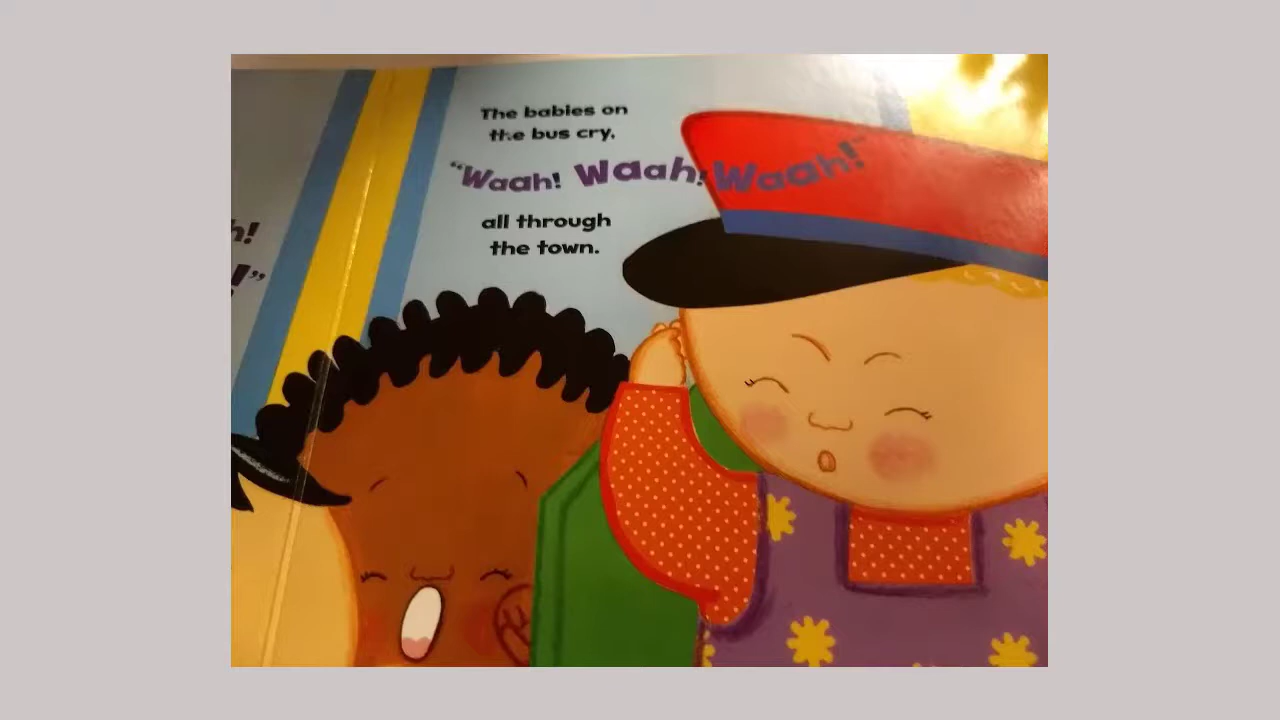 The babies on
the bus cry,
“Waah! Waah! Waah!”
all through
the town.
h!
!”